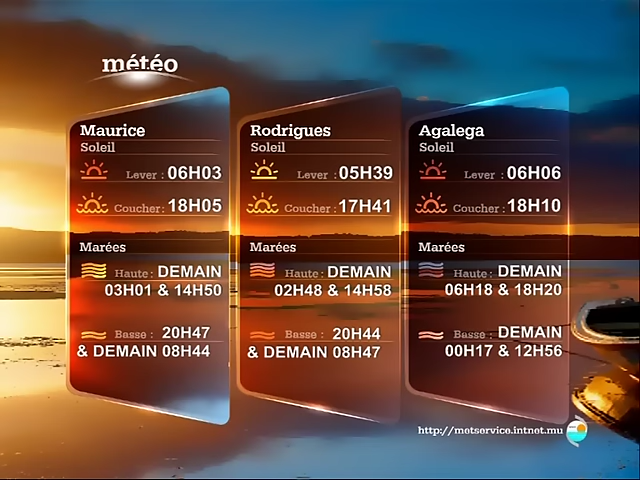 météo
Maurice
Soleil
Lever : 06H03
Coucher: 18H05
Marées
Haute : DEMAIN
03H01 & 14H50
Basse : 20H47
& DEMAIN 08H44
Rodrigues
Soleil
Lever : 05H39
Coucher: 17H41
Marées
Haute : DEMAIN
02H48 & 14H58
Basse : 20H44
& DEMAIN 08H47
Agalega
Soleil
Lever : 06H06
Coucher: 18H10
Marées
Haute : DEMAIN
06H18 & 18H20
Basse : DEMAIN
00H17 & 12H56
http://metservice.intnet.mu